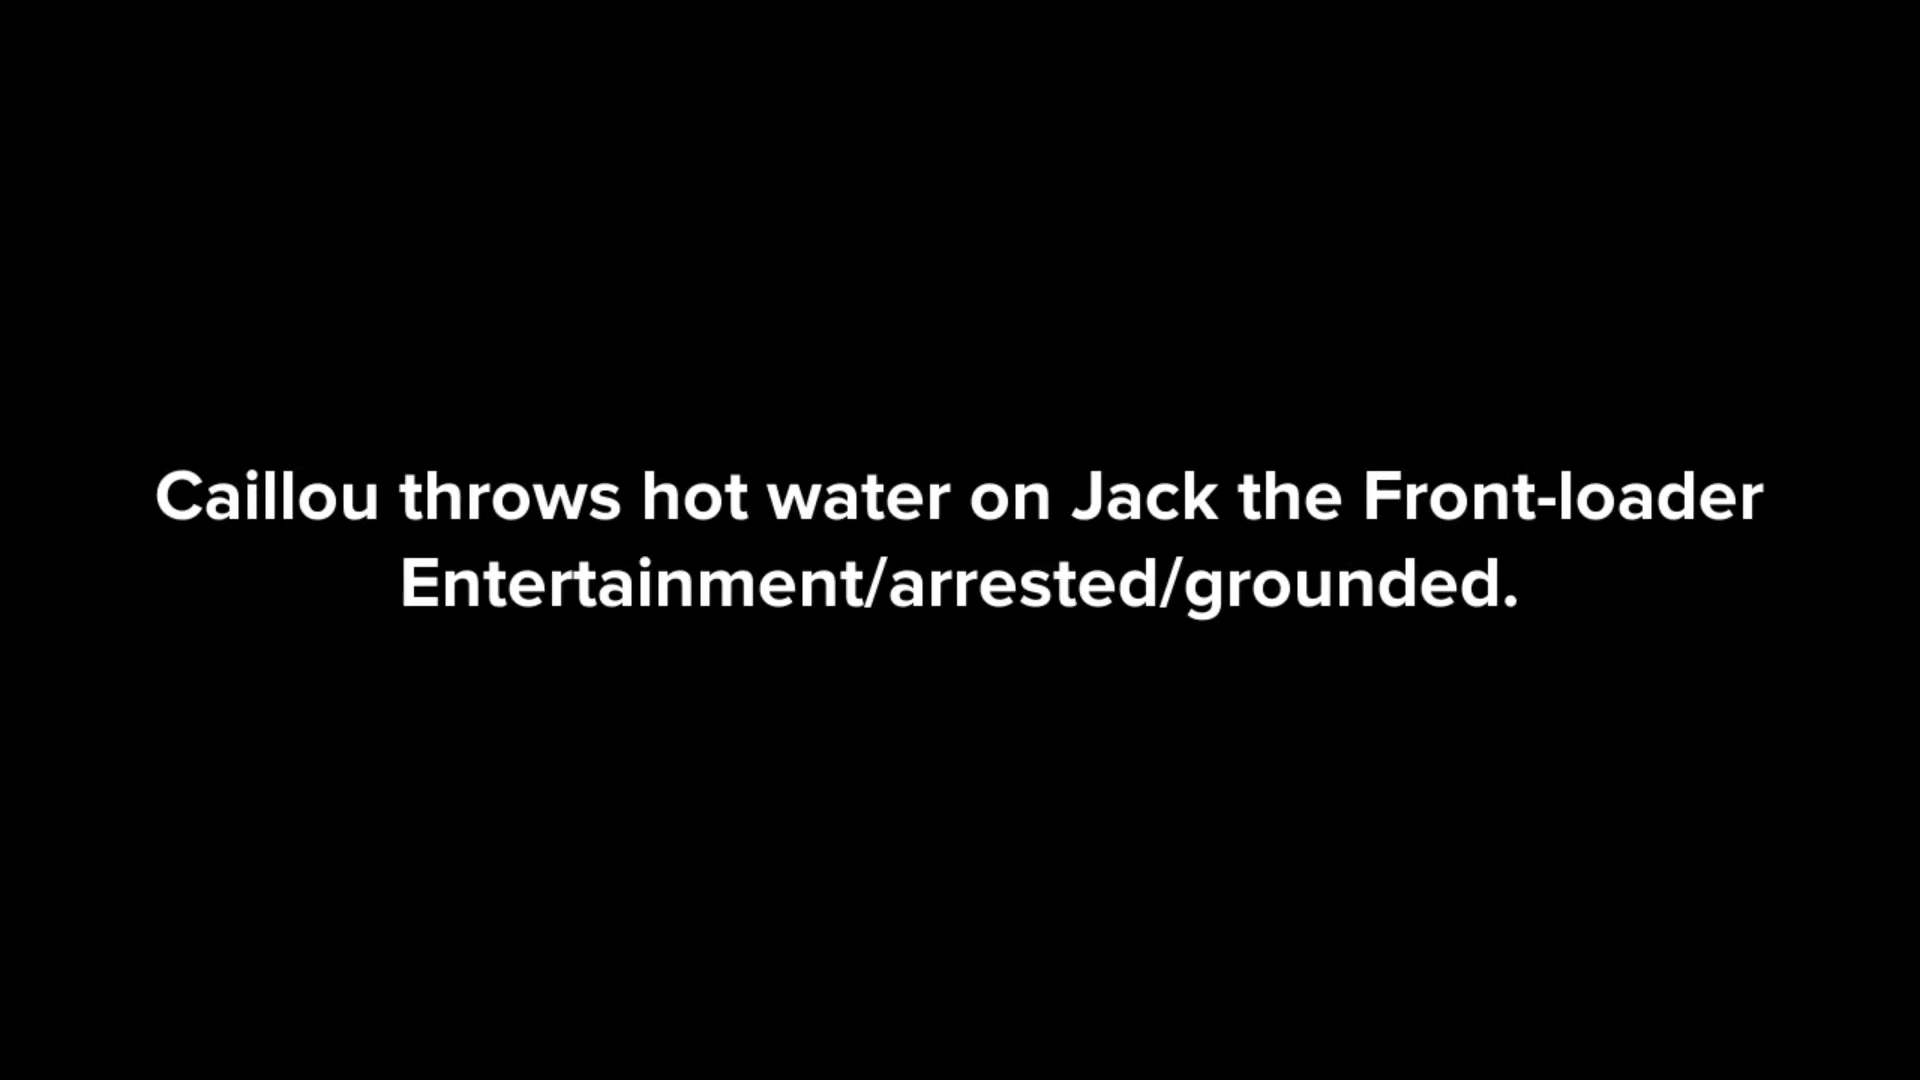 Caillou throws hot water on Jack the Front-loader
Entertainment/arrested/grounded.